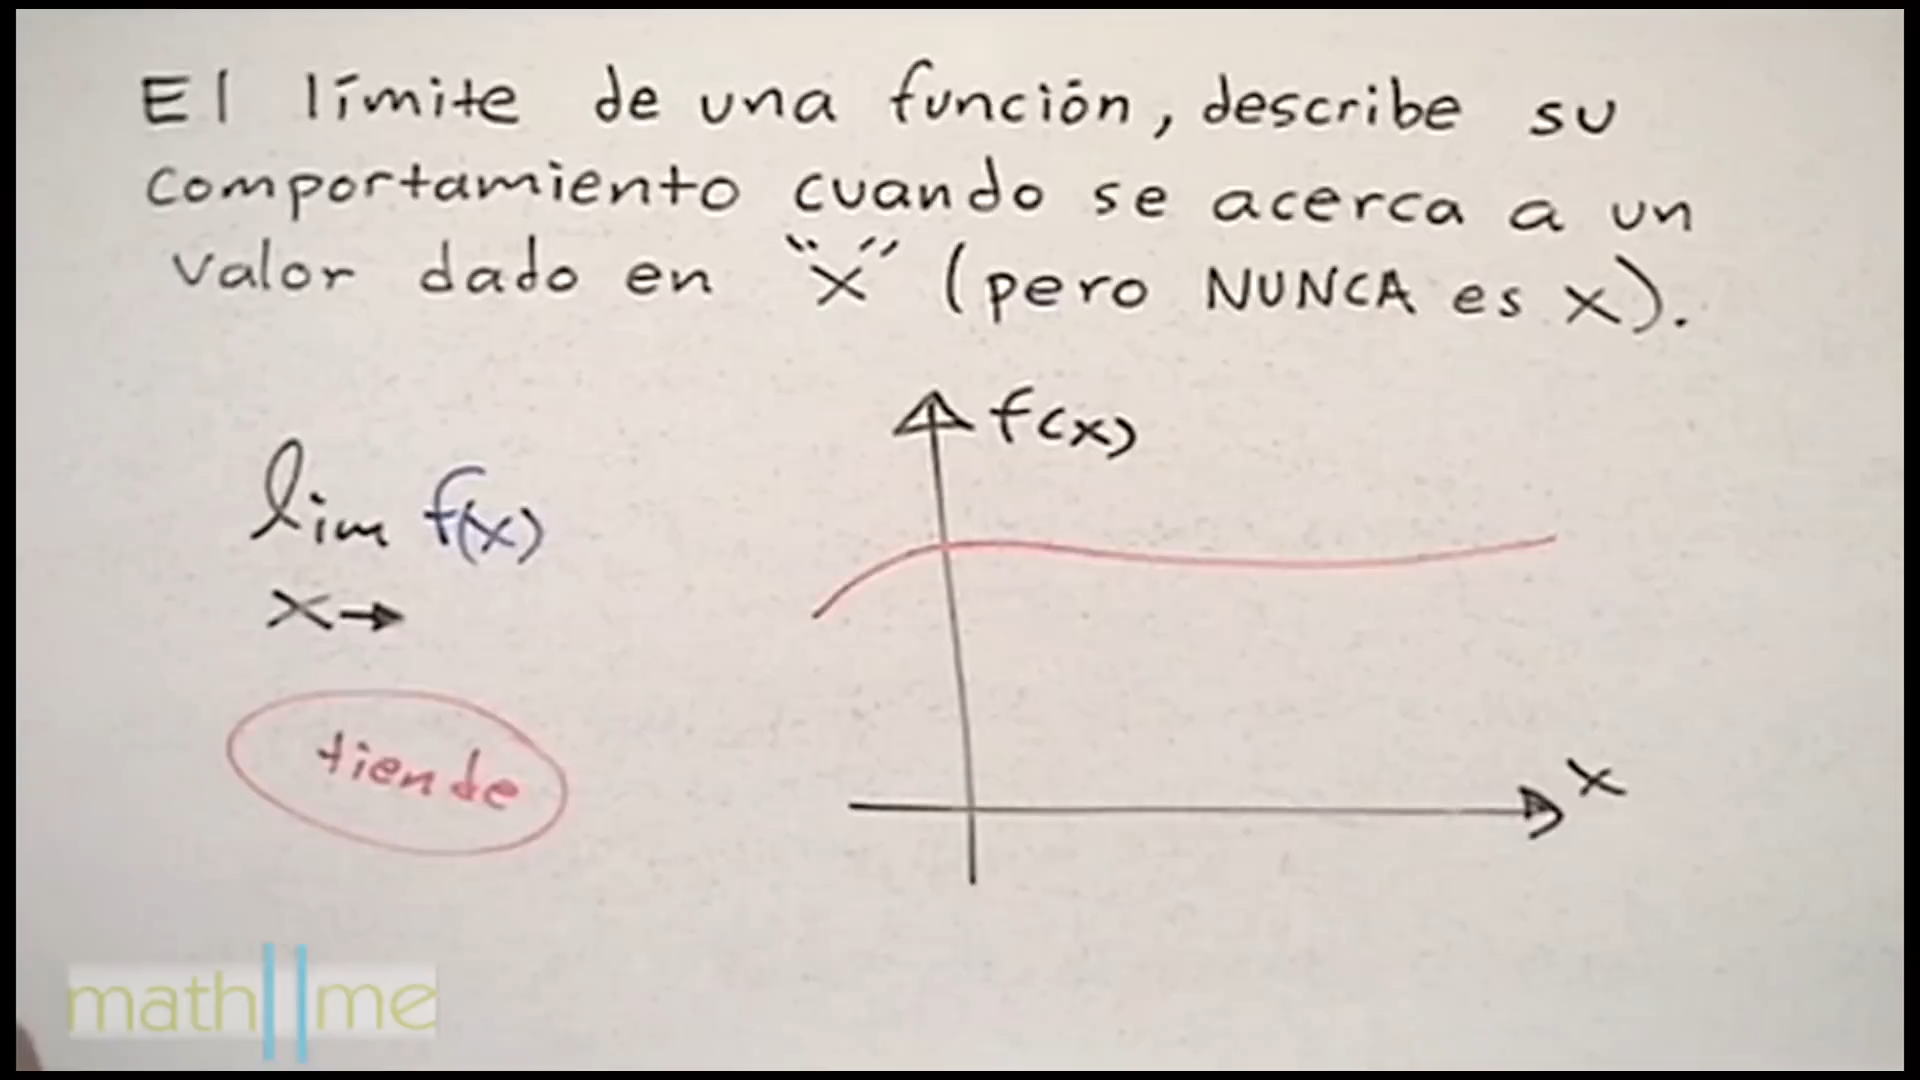 El límite de una función, describe su
comportamiento cuando se acerca a un
valor dado en "x" (pero NUNCA es x).
lim f(x)
x→
tiende
f(x)
x
math||me